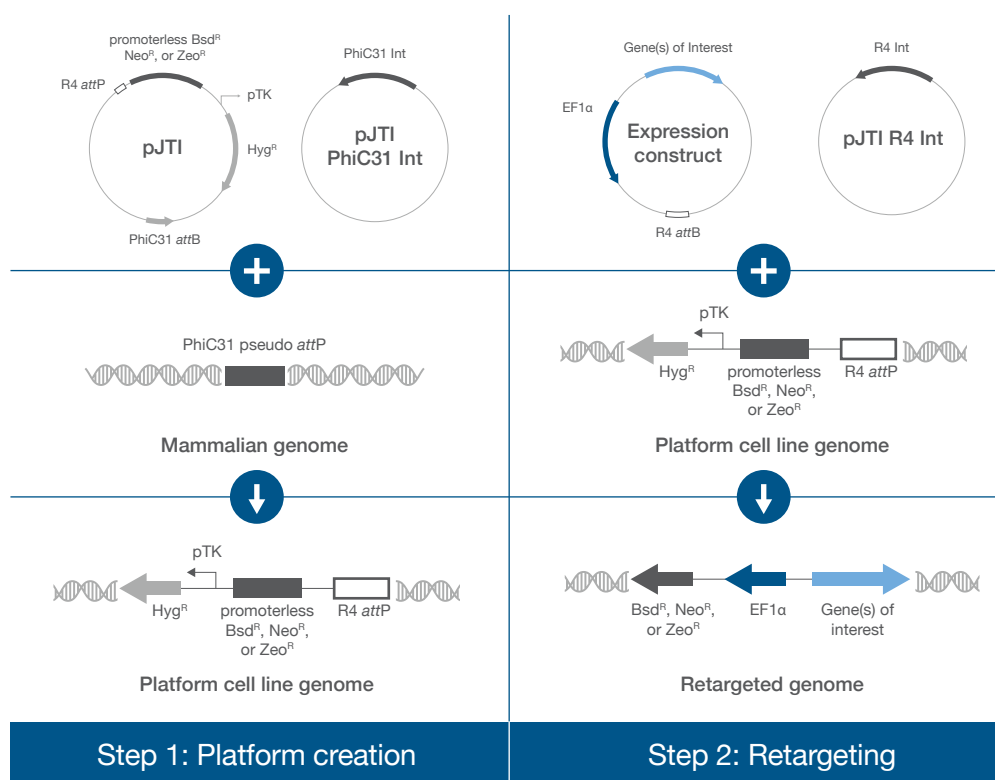 promoterless Bsdᴿ
Neoᴿ, or Zeoᴿ
R4 attP
pTK
pJTI
Hygᴿ
PhiC31 attB
PhiC31 Int
pJTI
PhiC31 Int
Gene(s) of Interest
EF1α
Expression
construct
R4 attB
R4 Int
pJTI R4 Int
PhiC31 pseudo attP
Mammalian genome
pTK
Hygᴿ
promoterless
Bsdᴿ, Neoᴿ,
or Zeoᴿ
R4 attP
Platform cell line genome
pTK
Hygᴿ
promoterless
Bsdᴿ, Neoᴿ,
or Zeoᴿ
R4 attP
Platform cell line genome
Bsdᴿ, Neoᴿ,
or Zeoᴿ
EF1α
Gene(s) of
interest
Retargeted genome
Step 1: Platform creation
Step 2: Retargeting